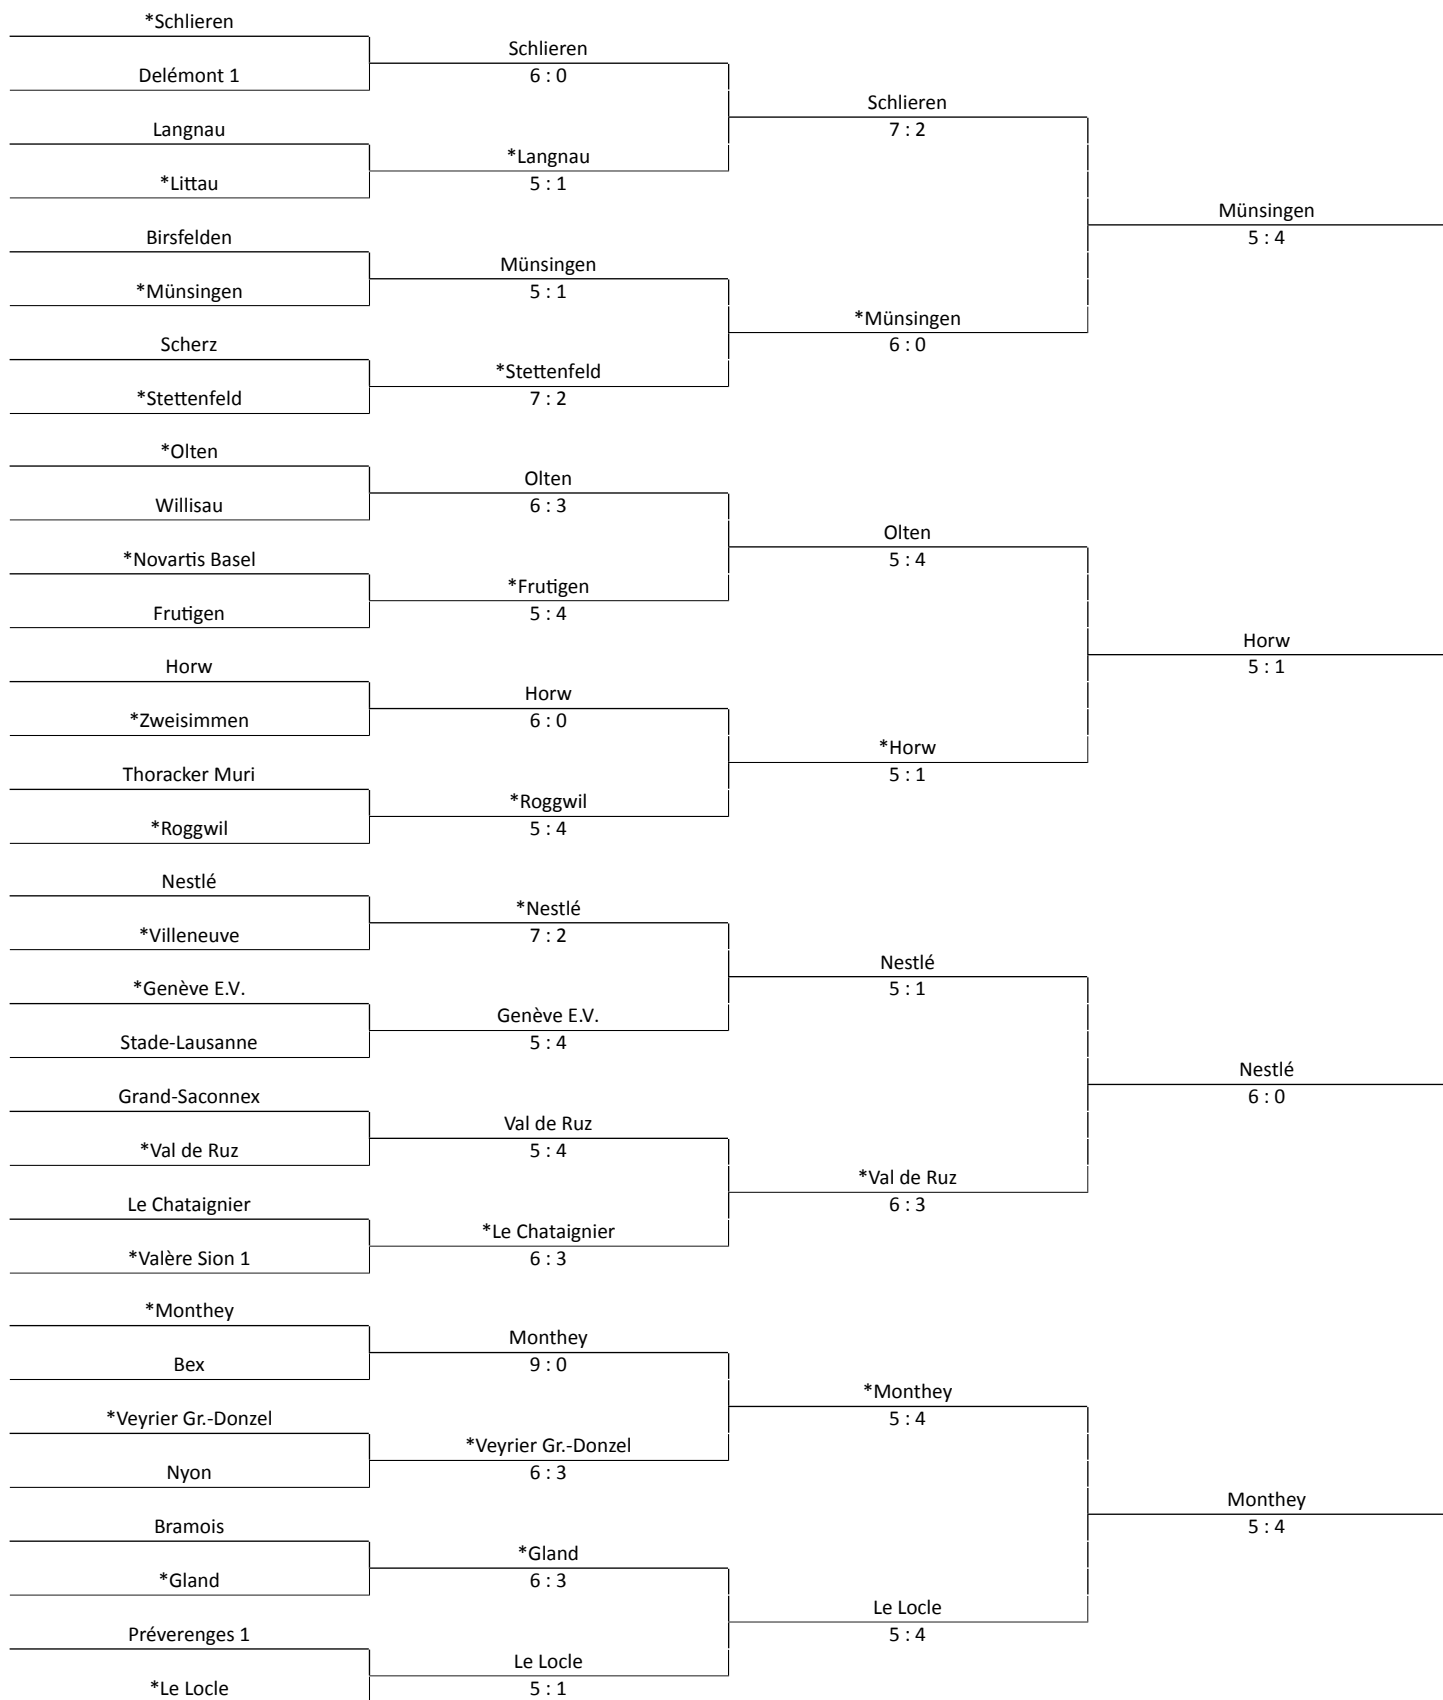 *Schlieren
Delémont 1
Langnau
*Littau
Birsfelden
*Münsingen
Scherz
*Stettenfeld
*Olten
Willisau
*Novartis Basel
Frutigen
Horw
*Zweisimmen
Thoracker Muri
*Roggwil
Nestlé
*Villeneuve
*Genève E.V.
Stade-Lausanne
Grand-Saconnex
*Val de Ruz
Le Chataignier
*Valère Sion 1
*Monthey
Bex
*Veyrier Gr.-Donzel
Nyon
Bramois
*Gland
Préverenges 1
*Le Locle
Schlieren
6 : 0
*Langnau
5 : 1
Münsingen
5 : 1
*Stettenfeld
7 : 2
Olten
6 : 3
*Frutigen
5 : 4
Horw
6 : 0
*Roggwil
5 : 4
*Nestlé
7 : 2
Genève E.V.
5 : 4
Val de Ruz
5 : 4
*Le Chataignier
6 : 3
Monthey
9 : 0
*Veyrier Gr.-Donzel
6 : 3
*Gland
6 : 3
Le Locle
5 : 1
Schlieren
7 : 2
*Münsingen
6 : 0
Olten
5 : 4
*Horw
5 : 1
Nestlé
5 : 1
*Val de Ruz
6 : 3
*Monthey
5 : 4
Le Locle
5 : 4
Münsingen
5 : 4
Horw
5 : 1
Nestlé
6 : 0
Monthey
5 : 4